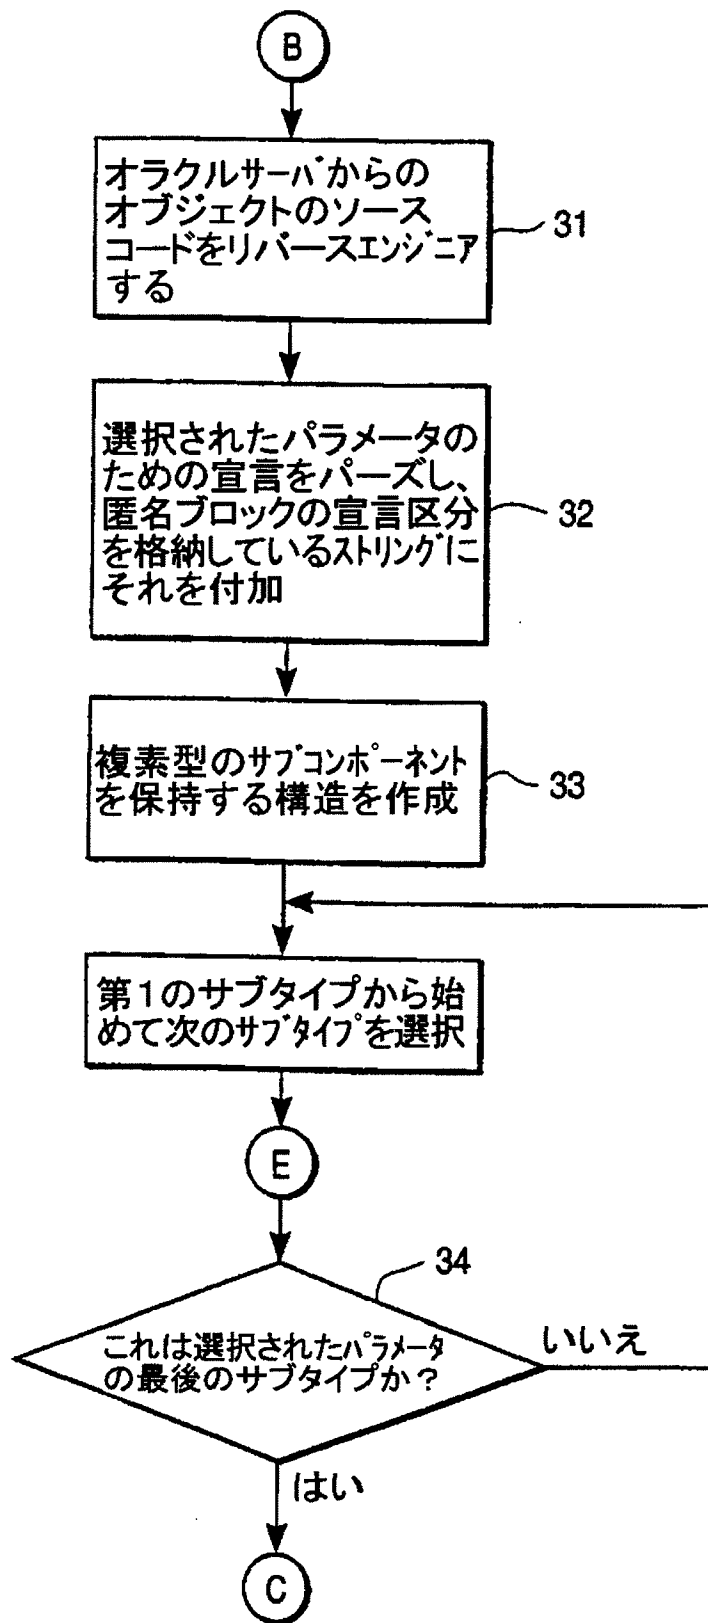 B
オラクルサーバからの
オブジェクトのソース
コードをリバースエンジニア
する
31
選択されたパラメータの
ための宣言をパーズし、
匿名ブロックの宣言区分
を格納しているストリングに
それを付加
32
複素型のサブコンポーネント
を保持する構造を作成
33
第1のサブタイプから始
めて次のサブタイプを選択
E
34
これは選択されたパラメータ
の最後のサブタイプか?
いいえ
はい
C